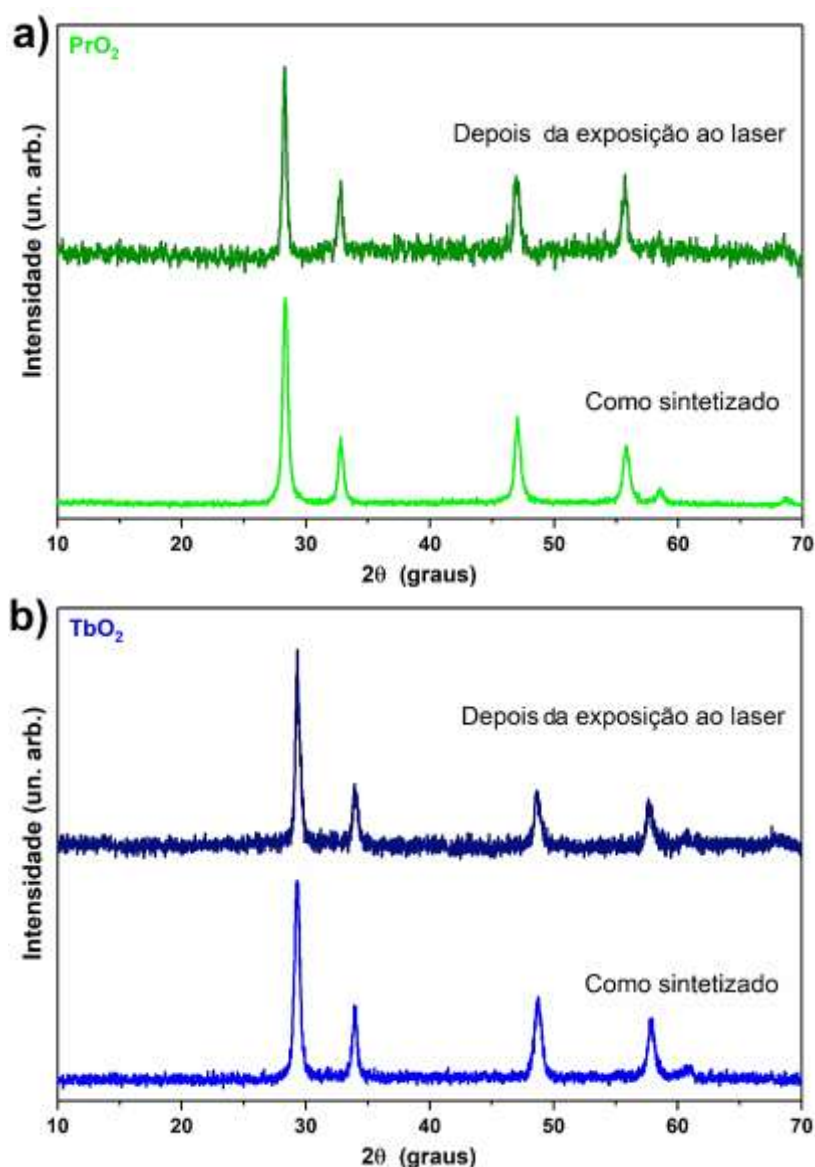 a)
PrO₂
Depois da exposição ao laser
Como sintetizado
Intensidade (un. arb.)
10 20 30 40 50 60 70
2θ (graus)
b)
TbO₂
Depois da exposição ao laser
Como sintetizado
Intensidade (un. arb.)
10 20 30 40 50 60 70
2θ (graus)